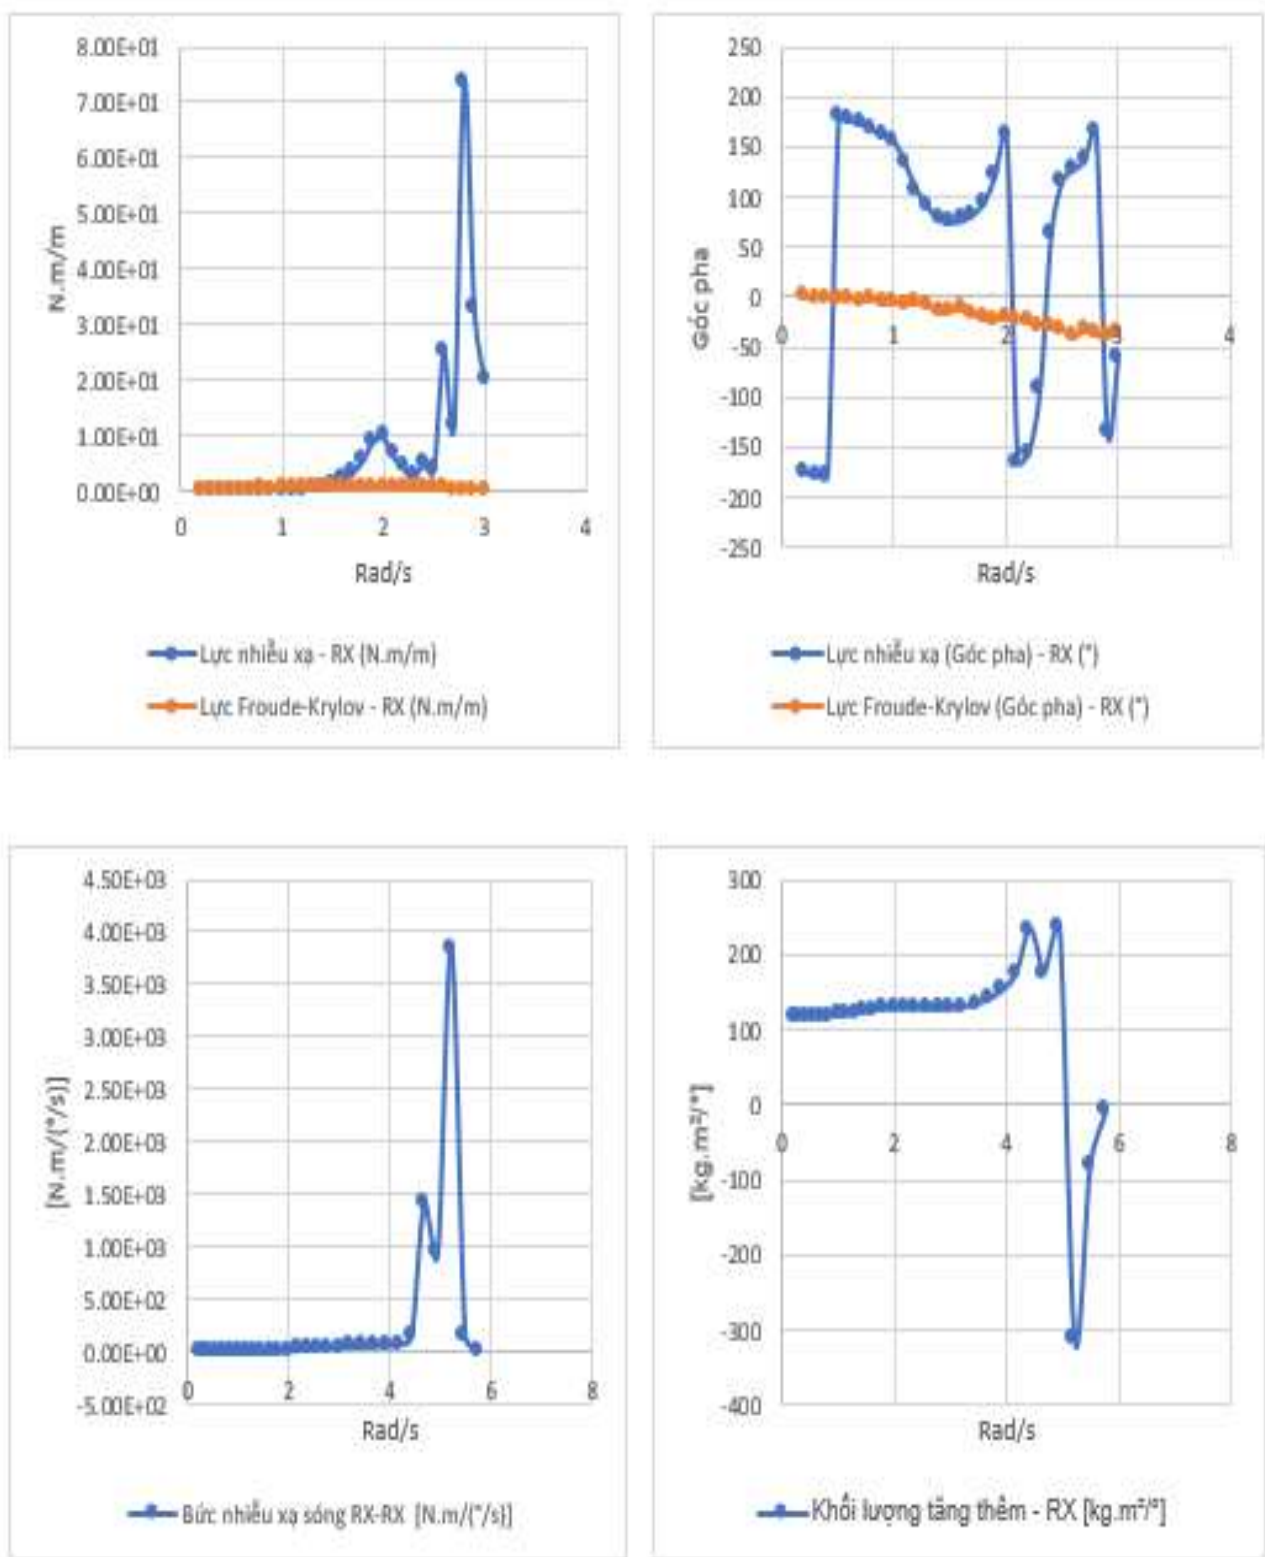 8.00E+01
7.00E+01
6.00E+01
5.00E+01
4.00E+01
3.00E+01
2.00E+01
1.00E+01
0.00E+00
N.m/m
0 1 2 3 4
Rad/s
Lực nhiễu xạ - RX (N.m/m)
Lực Froude-Krylov - RX (N.m/m)
250
200
150
100
50
0
-50
-100
-150
-200
-250
Góc pha
0 1 2 3 4
Rad/s
Lực nhiễu xạ (Góc pha) - RX (°)
Lực Froude-Krylov (Góc pha) - RX (°)
4.50E+03
4.00E+03
3.50E+03
3.00E+03
2.50E+03
2.00E+03
1.50E+03
1.00E+03
5.00E+02
0.00E+00
-5.00E+02
[N.m/(°/s)]
0 2 4 6 8
Rad/s
Bức nhiễu xạ sóng RX-RX [N.m/(°/s)]
300
200
100
0
-100
-200
-300
-400
[kg.m²/°]
0 2 4 6 8
Rad/s
Khối lượng tăng thêm - RX [kg.m²/°]